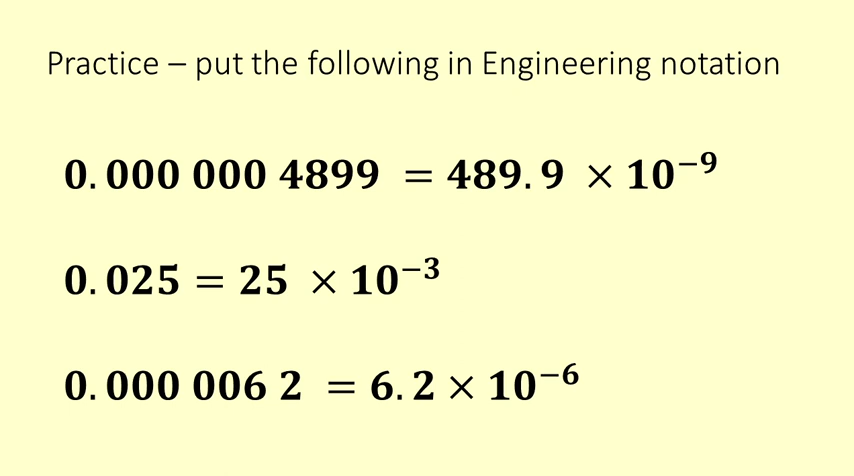 Practice – put the following in Engineering notation
0.000 000 4899 = 489.9 × 10⁻⁹
0.025 = 25 × 10⁻³
0.000 006 2 = 6.2 × 10⁻⁶